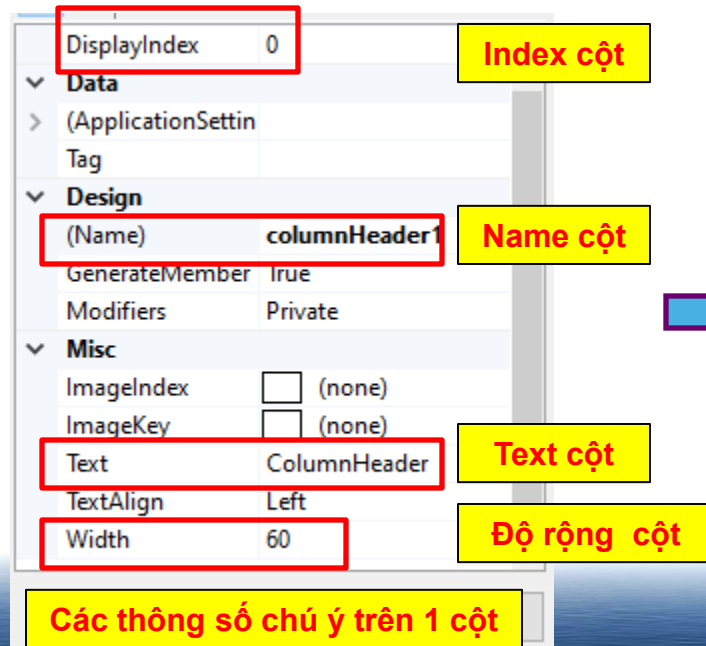 DisplayIndex 0
Index cột
Data
(ApplicationSettin
Tag
Design
(Name) columnHeader1
Name cột
GenerateMember True
Modifiers Private
Misc
ImageIndex (none)
ImageKey (none)
Text ColumnHeader
Text cột
TextAlign Left
Width 60
Độ rộng cột
Các thông số chú ý trên 1 cột